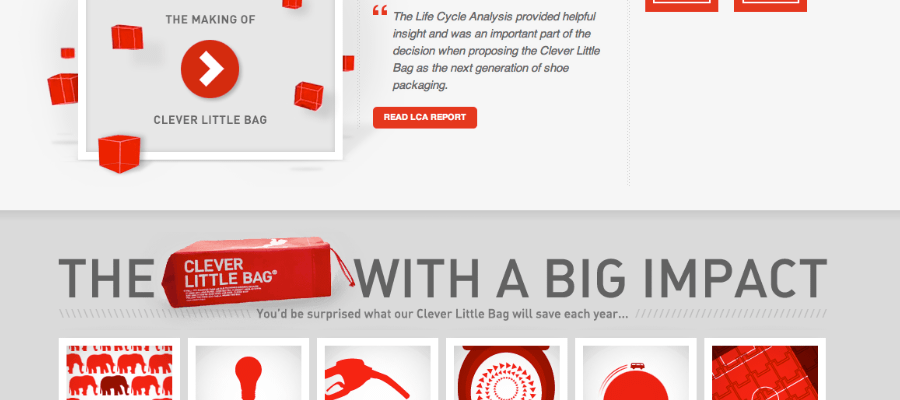 THE MAKING OF
CLEVER LITTLE BAG
The Life Cycle Analysis provided helpful
insight and was an important part of the
decision when proposing the Clever Little
Bag as the next generation of shoe
packaging.
READ LCA REPORT
THE
CLEVER
LITTLE BAG®
WITH A BIG IMPACT
You'd be surprised what our Clever Little Bag will save each year...